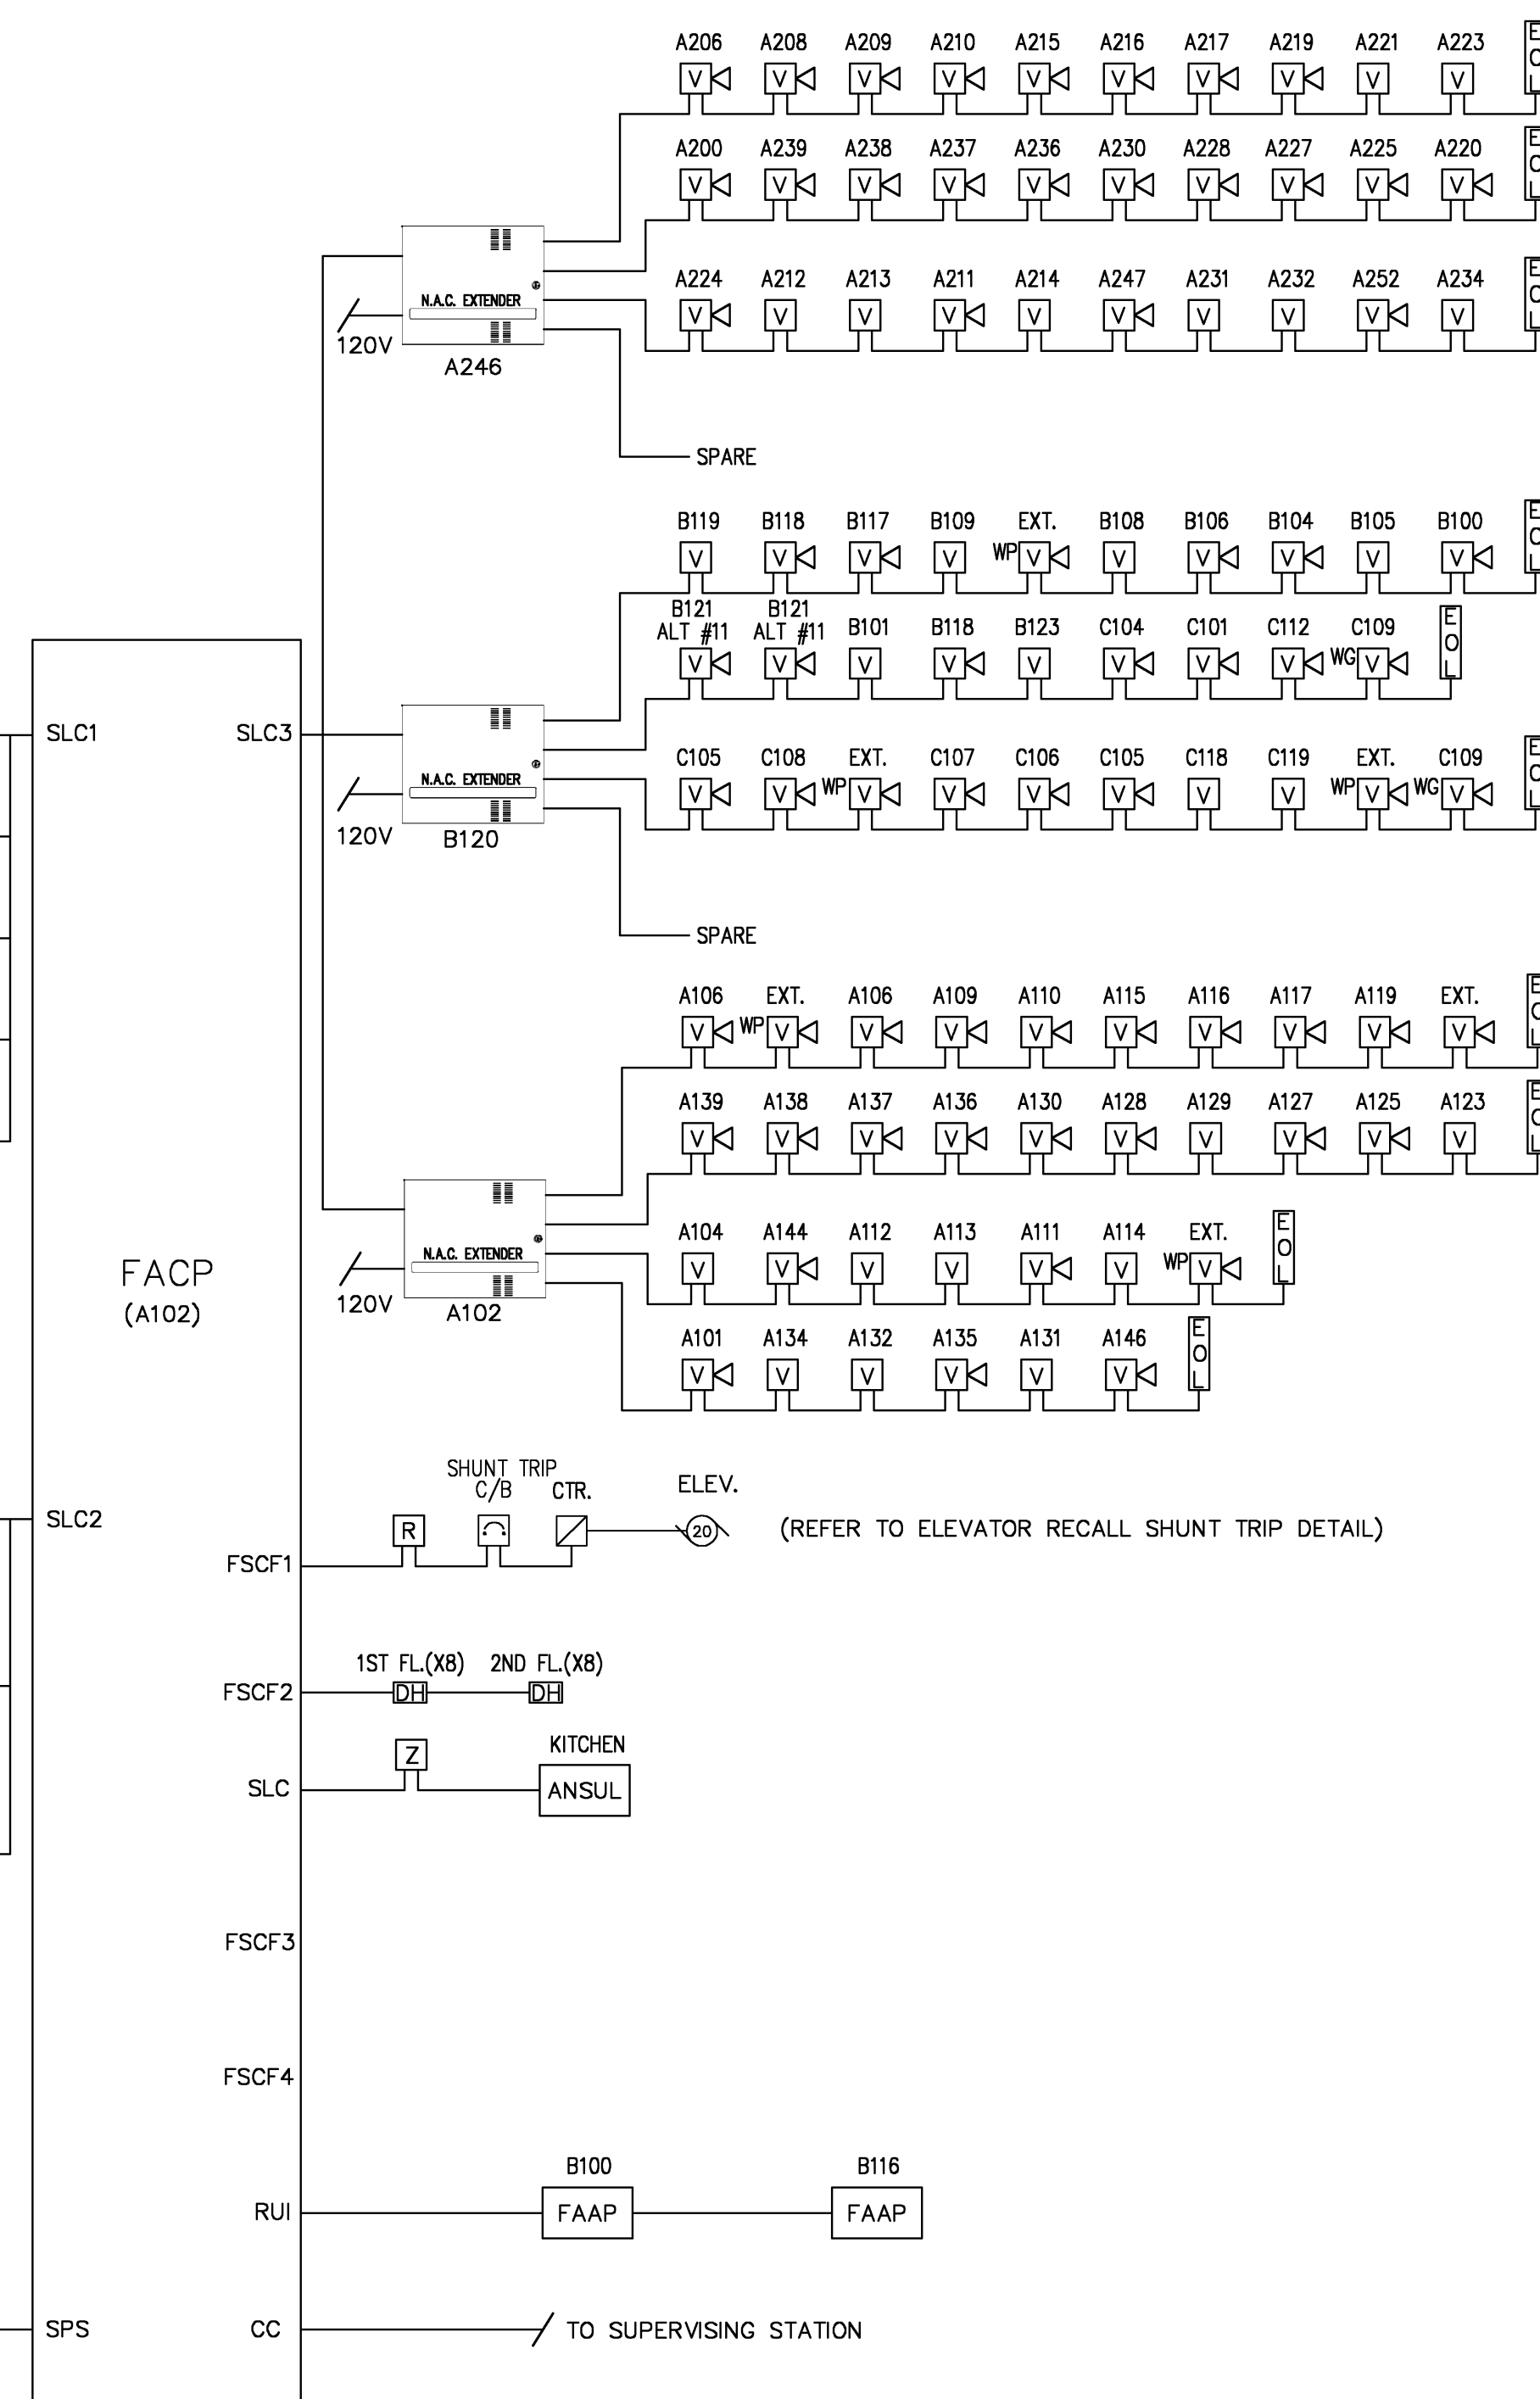 A206 A208 A209 A210 A215 A216 A217 A219 A221 A223
V V V V V V V V V V
A200 A239 A238 A237 A236 A230 A228 A227 A225 A220
V V V V V V V V V V
A224 A212 A213 A211 A214 A247 A231 A232 A252 A234
V V V V V V V V V V
N.A.C. EXTENDER
120V
A246
SPARE
B119 B118 B117 B109 EXT. B108 B106 B104 B105 B100
V V V V WP V V V V V V
B121 ALT #11 B121 ALT #11 B101 B118 B123 C104 C101 C112 C109
V V V V V V V V WG V EOL
C105 C108 EXT. C107 C106 C105 C118 C119 EXT. C109
V V WP V V V V V V WP V WG V
N.A.C. EXTENDER
120V
B120
SPARE
SLC1
SLC3
A106 EXT. A106 A109 A110 A115 A116 A117 A119 EXT.
V WP V V V V V V V V V
A139 A138 A137 A136 A130 A128 A129 A127 A125 A123
V V V V V V V V V V
A104 A144 A112 A113 A111 A114 EXT.
V V V V V V WP V EOL
A101 A134 A132 A135 A131 A146
V V V V V V EOL
N.A.C. EXTENDER
120V
A102
FACP
(A102)
SHUNT TRIP
C/B CTR. ELEV.
R 20 (REFER TO ELEVATOR RECALL SHUNT TRIP DETAIL)
SLC2
FSCF1
1ST FL.(X8) 2ND FL.(X8)
FSCF2 DH DH
Z KITCHEN
SLC ANSUL
FSCF3
FSCF4
B100 B116
RUI FAAP FAAP
SPS CC TO SUPERVISING STATION